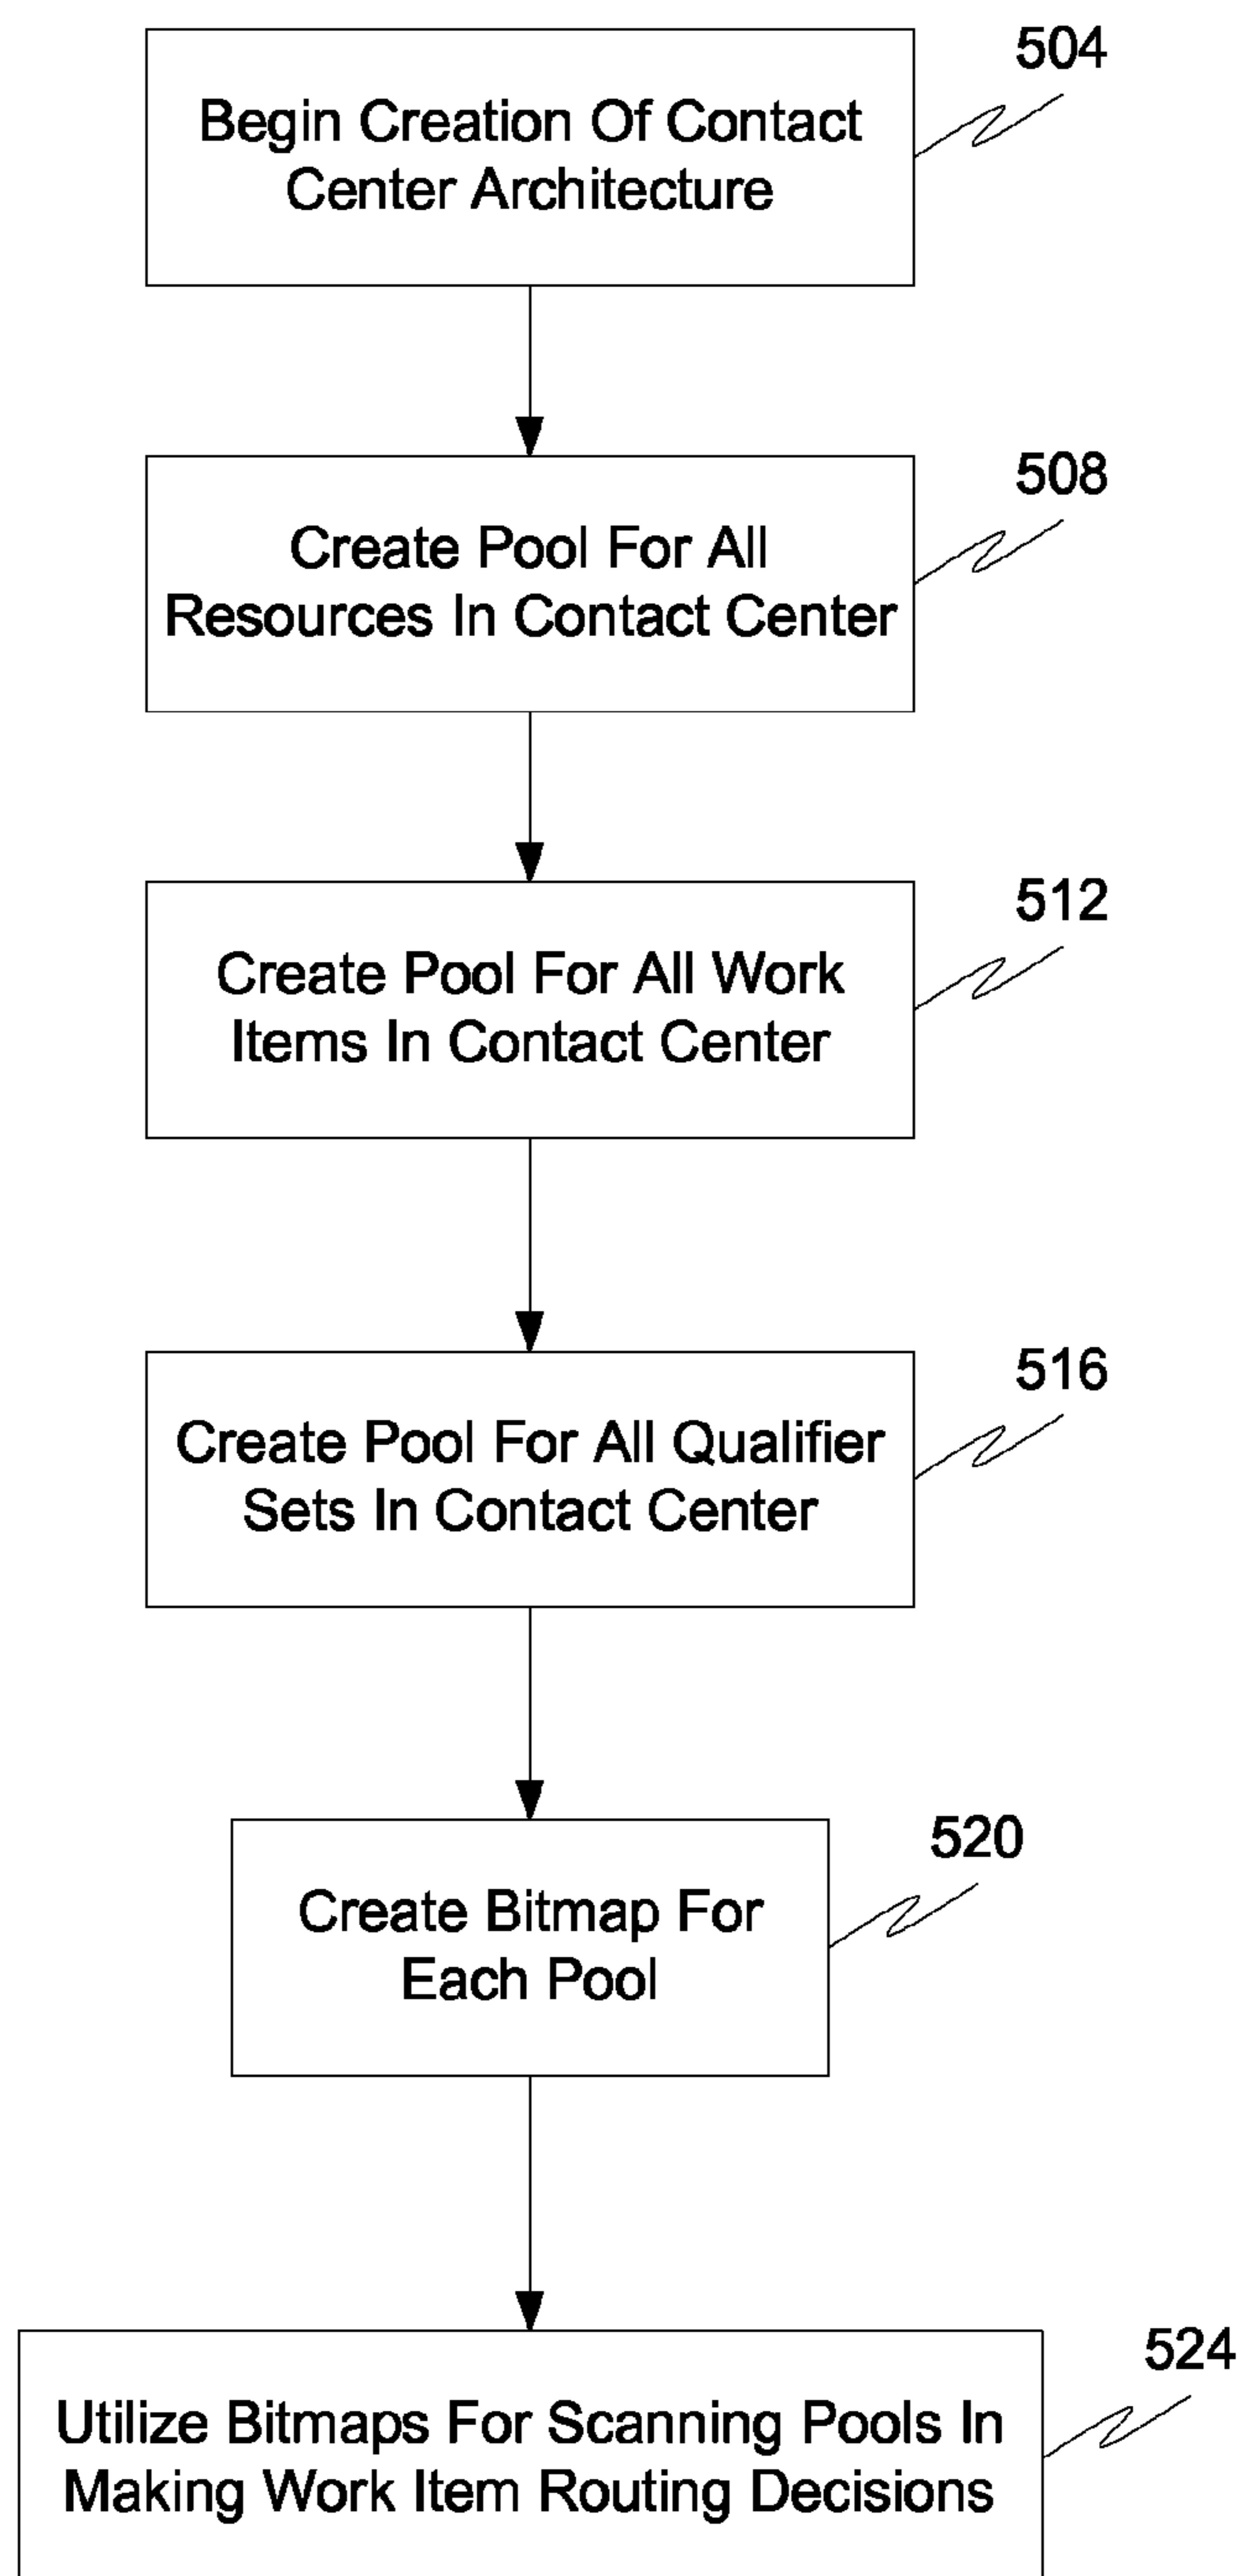 504
Begin Creation Of Contact
Center Architecture
508
Create Pool For All
Resources In Contact Center
512
Create Pool For All Work
Items In Contact Center
516
Create Pool For All Qualifier
Sets In Contact Center
520
Create Bitmap For
Each Pool
524
Utilize Bitmaps For Scanning Pools In
Making Work Item Routing Decisions